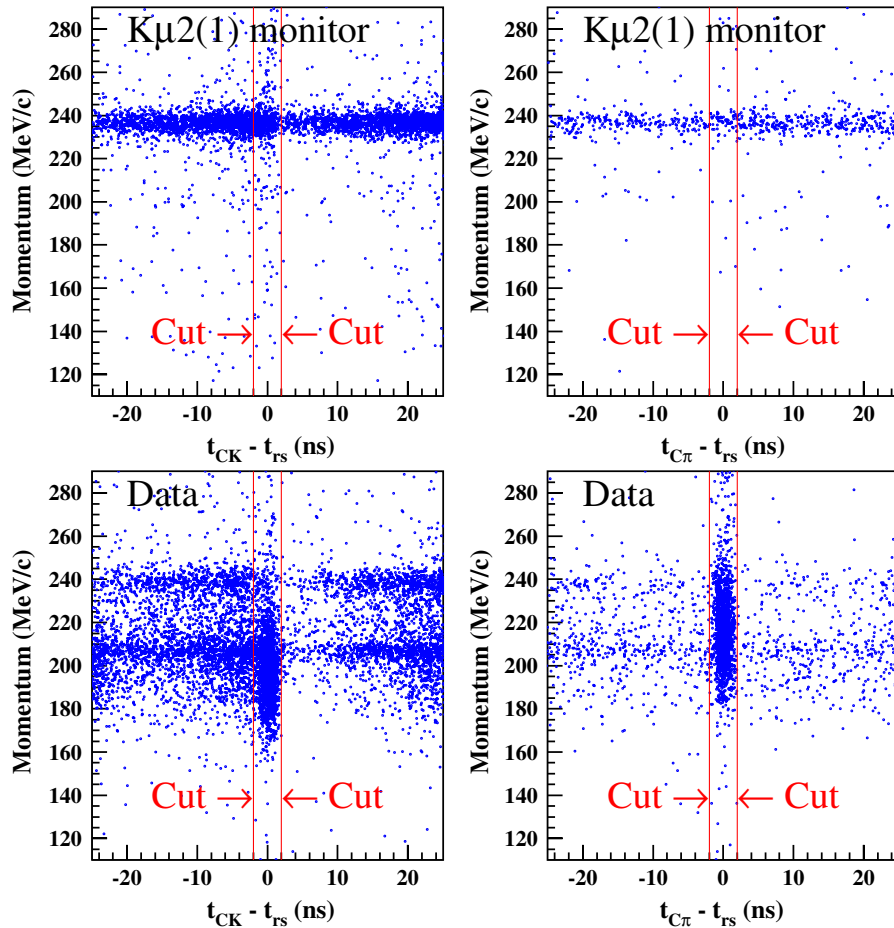 Kμ2(1) monitor
Momentum (MeV/c)
280
260
240
220
200
180
160
140
120
Cut → ← Cut
-20 -10 0 10 20
t_CK - t_rs (ns)
Kμ2(1) monitor
Momentum (MeV/c)
280
260
240
220
200
180
160
140
120
Cut → ← Cut
-20 -10 0 10 20
t_Cπ - t_rs (ns)
Data
Momentum (MeV/c)
280
260
240
220
200
180
160
140
120
Cut → ← Cut
-20 -10 0 10 20
t_CK - t_rs (ns)
Data
Momentum (MeV/c)
280
260
240
220
200
180
160
140
120
Cut → ← Cut
-20 -10 0 10 20
t_Cπ - t_rs (ns)